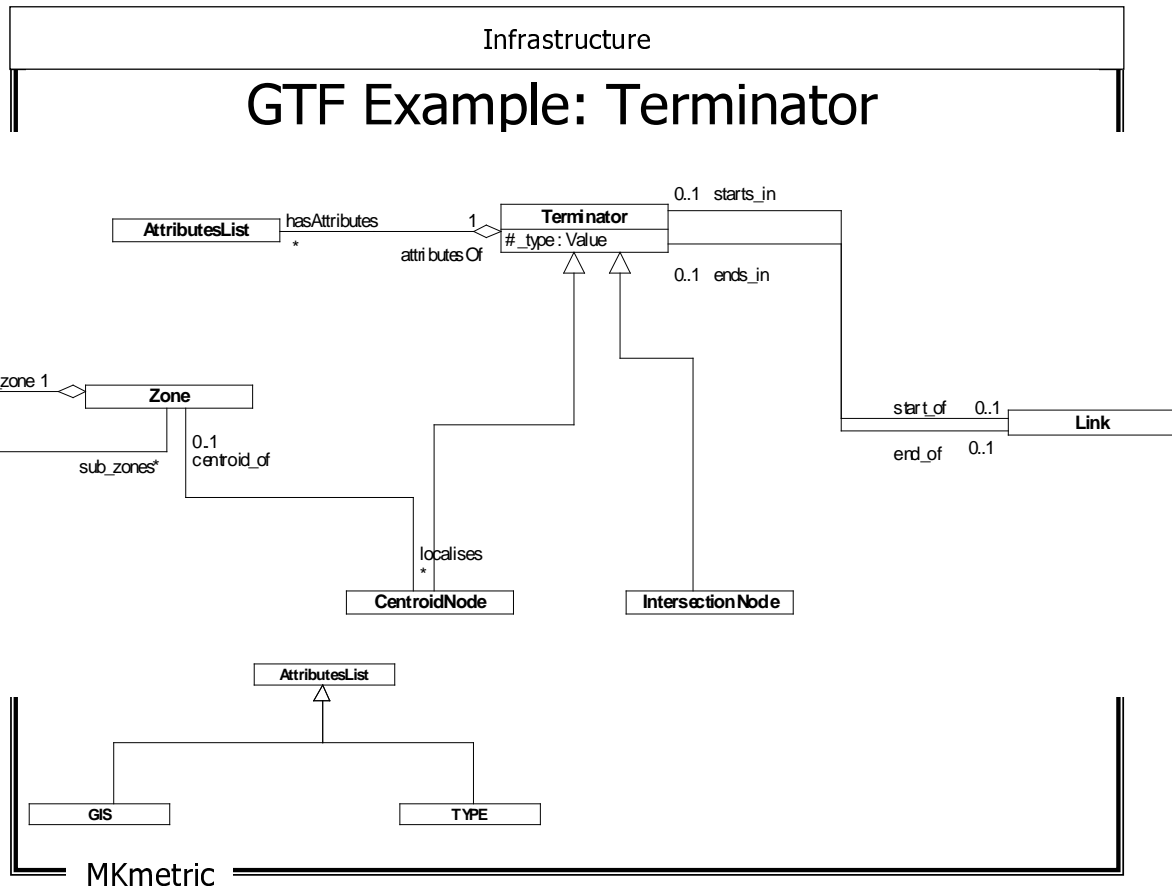 Infrastructure
GTF Example: Terminator
0..1 starts_in
AttributesList
hasAttributes
*
1
attributesOf
Terminator
# _type : Value
0..1 ends_in
_zone 1
Zone
sub_zones*
0..1
centroid_of
start_of 0..1
end_of 0..1
Link
localises
*
CentroidNode
IntersectionNode
AttributesList
GIS
TYPE
MKmetric